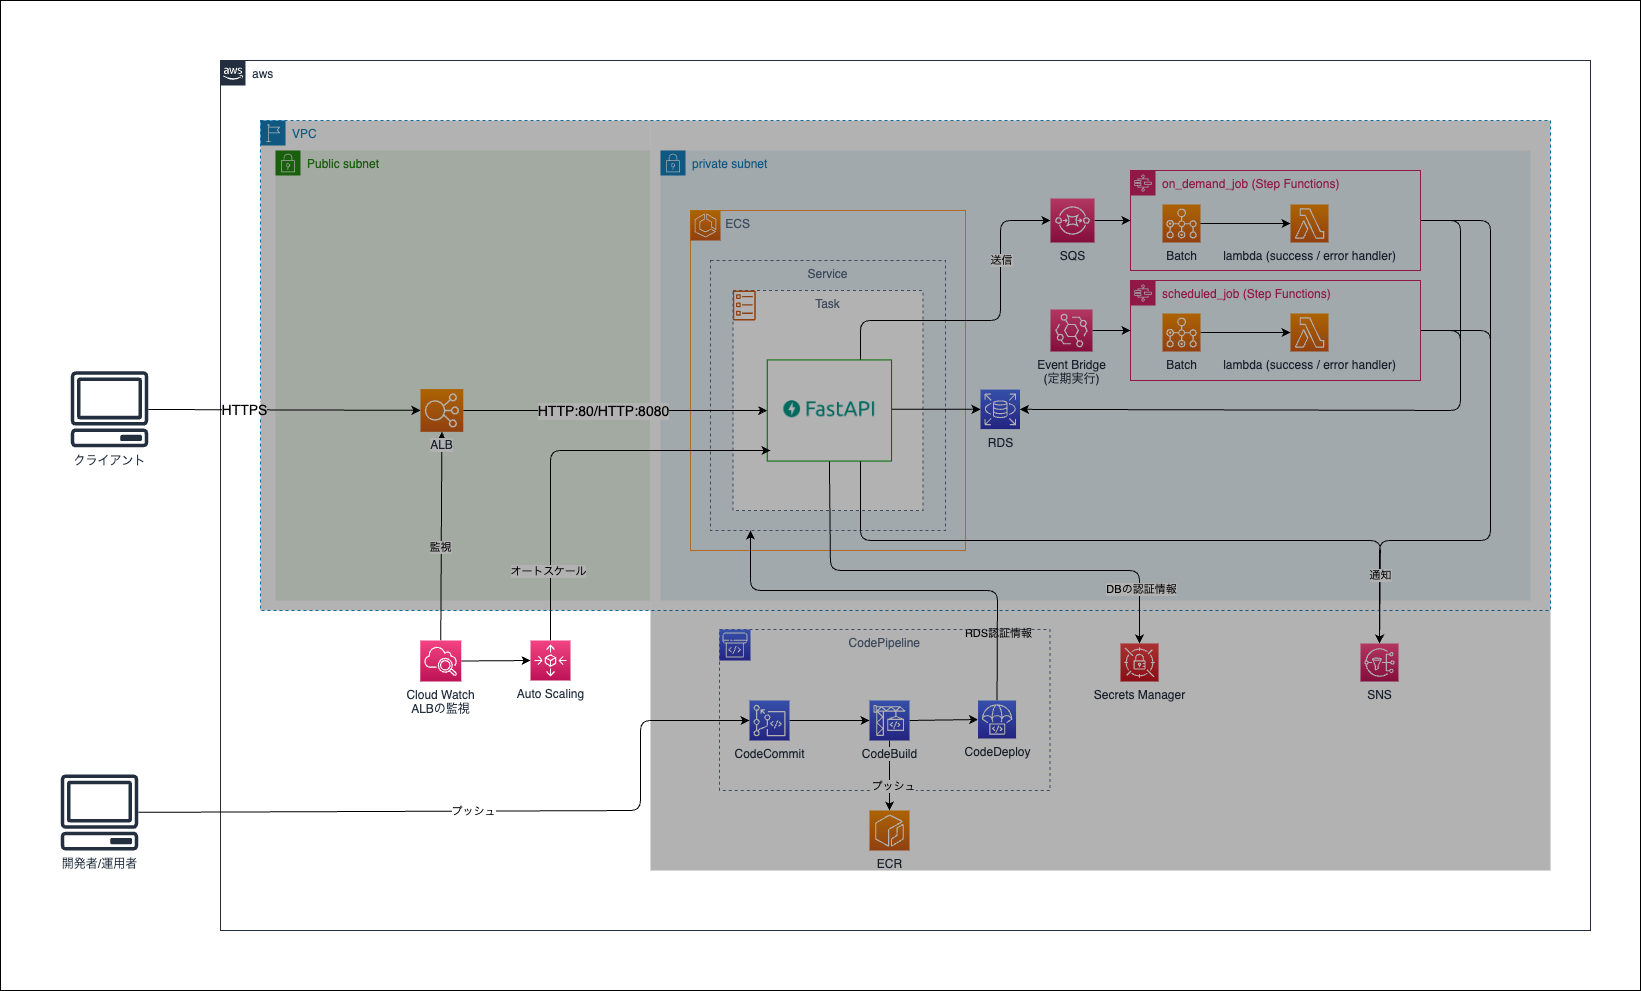 aws
aws
VPC
Public subnet
private subnet
ECS
Service
Task
FastAPI
送信
SQS
on_demand_job (Step Functions)
Batch
lambda (success / error handler)
scheduled_job (Step Functions)
Batch
lambda (success / error handler)
Event Bridge
(定期実行)
RDS
HTTPS
ALB
HTTP:80/HTTP:8080
クライアント
監視
オートスケール
DBの認証情報
通知
RDS認証情報
CodePipeline
Cloud Watch
ALBの監視
Auto Scaling
Secrets Manager
SNS
CodeCommit
CodeBuild
CodeDeploy
プッシュ
プッシュ
ECR
開発者/運用者